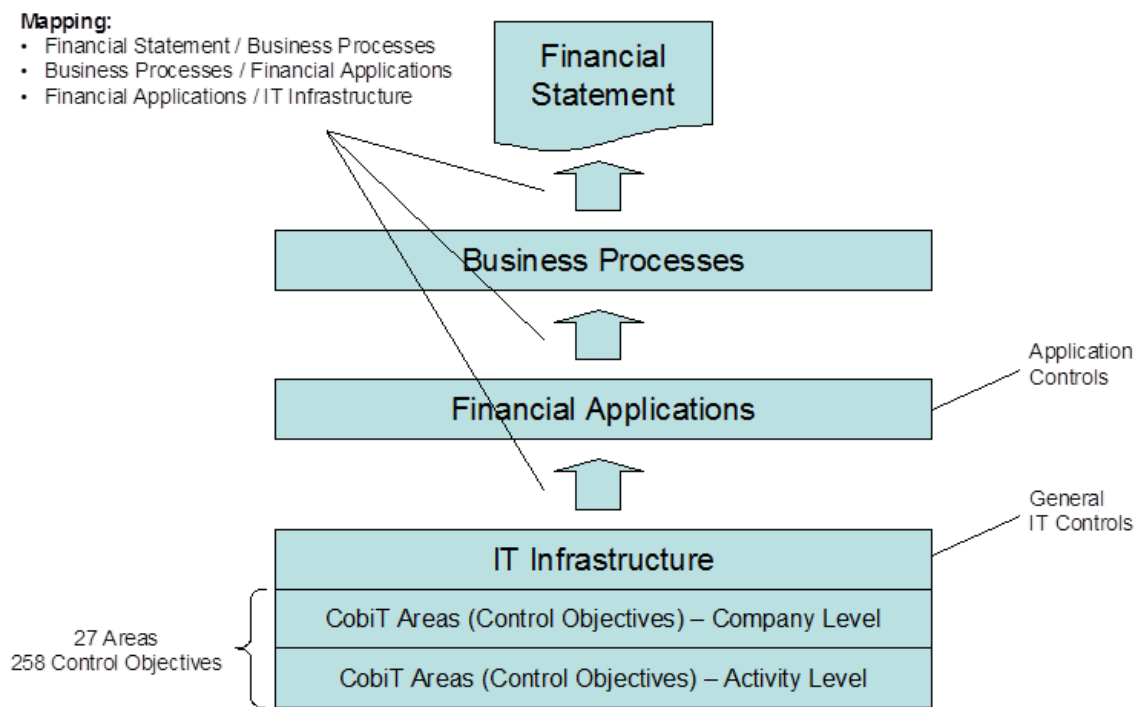 Mapping:
• Financial Statement / Business Processes
• Business Processes / Financial Applications
• Financial Applications / IT Infrastructure
Financial
Statement
Business Processes
Financial Applications
Application
Controls
IT Infrastructure
General
IT Controls
CobiT Areas (Control Objectives) – Company Level
CobiT Areas (Control Objectives) – Activity Level
27 Areas
258 Control Objectives